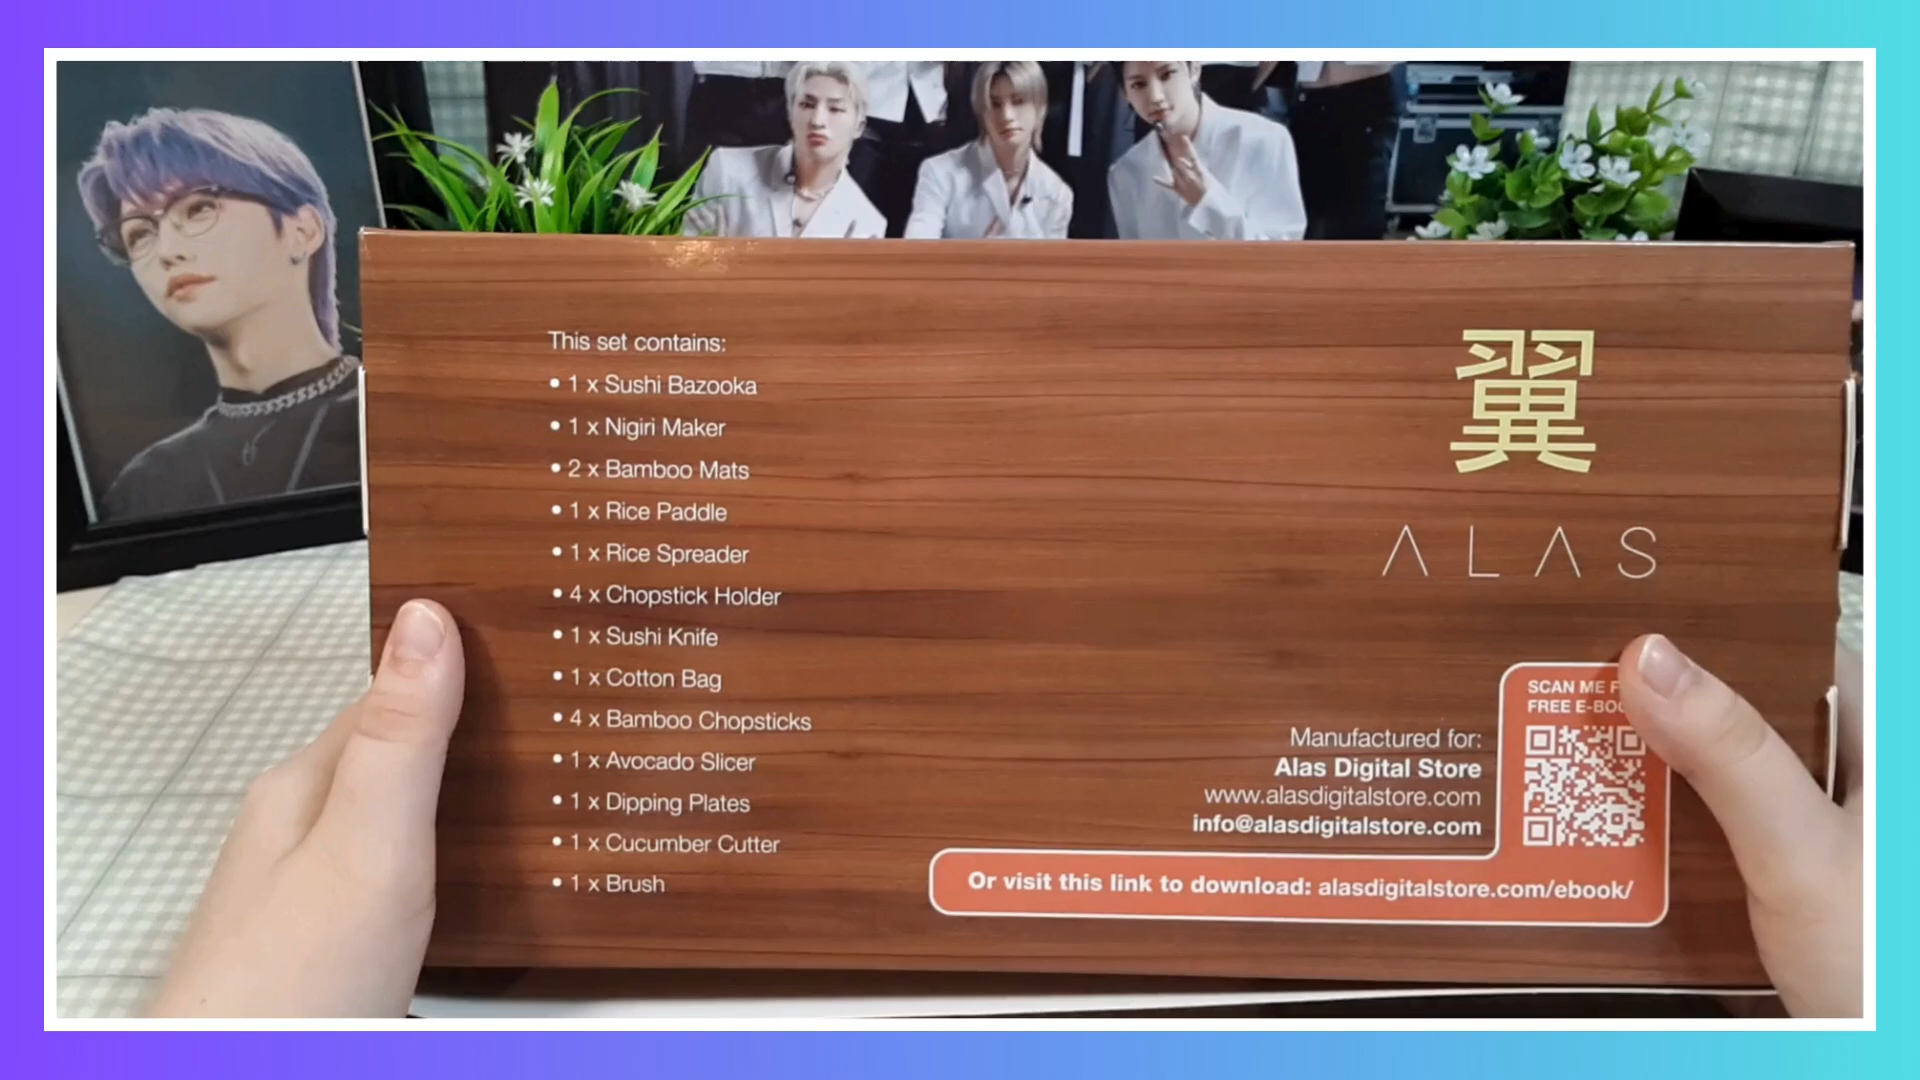 This set contains:
• 1 x Sushi Bazooka
• 1 x Nigiri Maker
• 2 x Bamboo Mats
• 1 x Rice Paddle
• 1 x Rice Spreader
• 4 x Chopstick Holder
• 1 x Sushi Knife
• 1 x Cotton Bag
• 4 x Bamboo Chopsticks
• 1 x Avocado Slicer
• 1 x Dipping Plates
• 1 x Cucumber Cutter
• 1 x Brush
翼
ALAS
SCAN ME
FREE
Manufactured for:
Alas Digital Store
www.alasdigitalstore.com
info@alasdigitalstore.com
Or visit this link to download: alasdigitalstore.com/ebook/